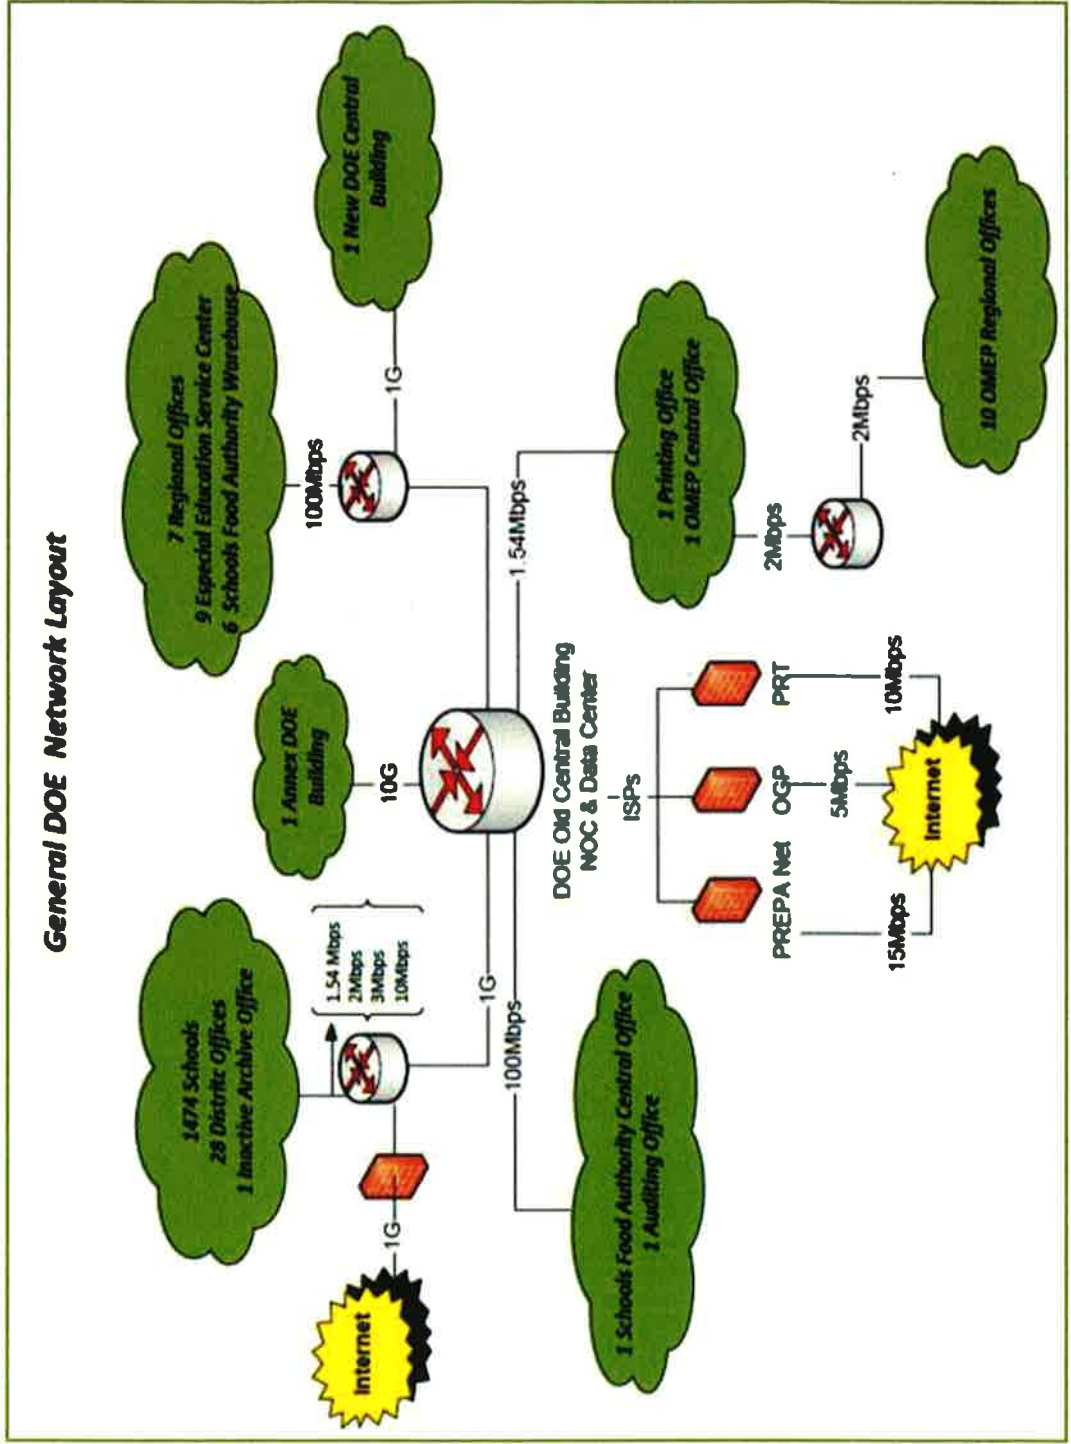 General DOE Network Layout
1474 Schools
28 Distritc Offices
1 Inactive Archive Office
1.54 Mbps
2Mbps
3Mbps
10Mbps
Internet
1G
1G
1 Annex DOE
Building
10G
7 Regional Offices
9 Especial Education Service Center
6 Schools Food Authority Warehouse
100Mbps
1G
1 New DOE Central
Building
100Mbps
1.54Mbps
1 Schools Food Authority Central Office
1 Auditing Office
DOE Old Central Building
NOC & Data Center
ISPs
PREPA Net
OGP
PRT
15Mbps
5Mbps
10Mbps
Internet
1 Printing Office
1 OMEP Central Office
2Mbps
2Mbps
10 OMEP Regional Offices